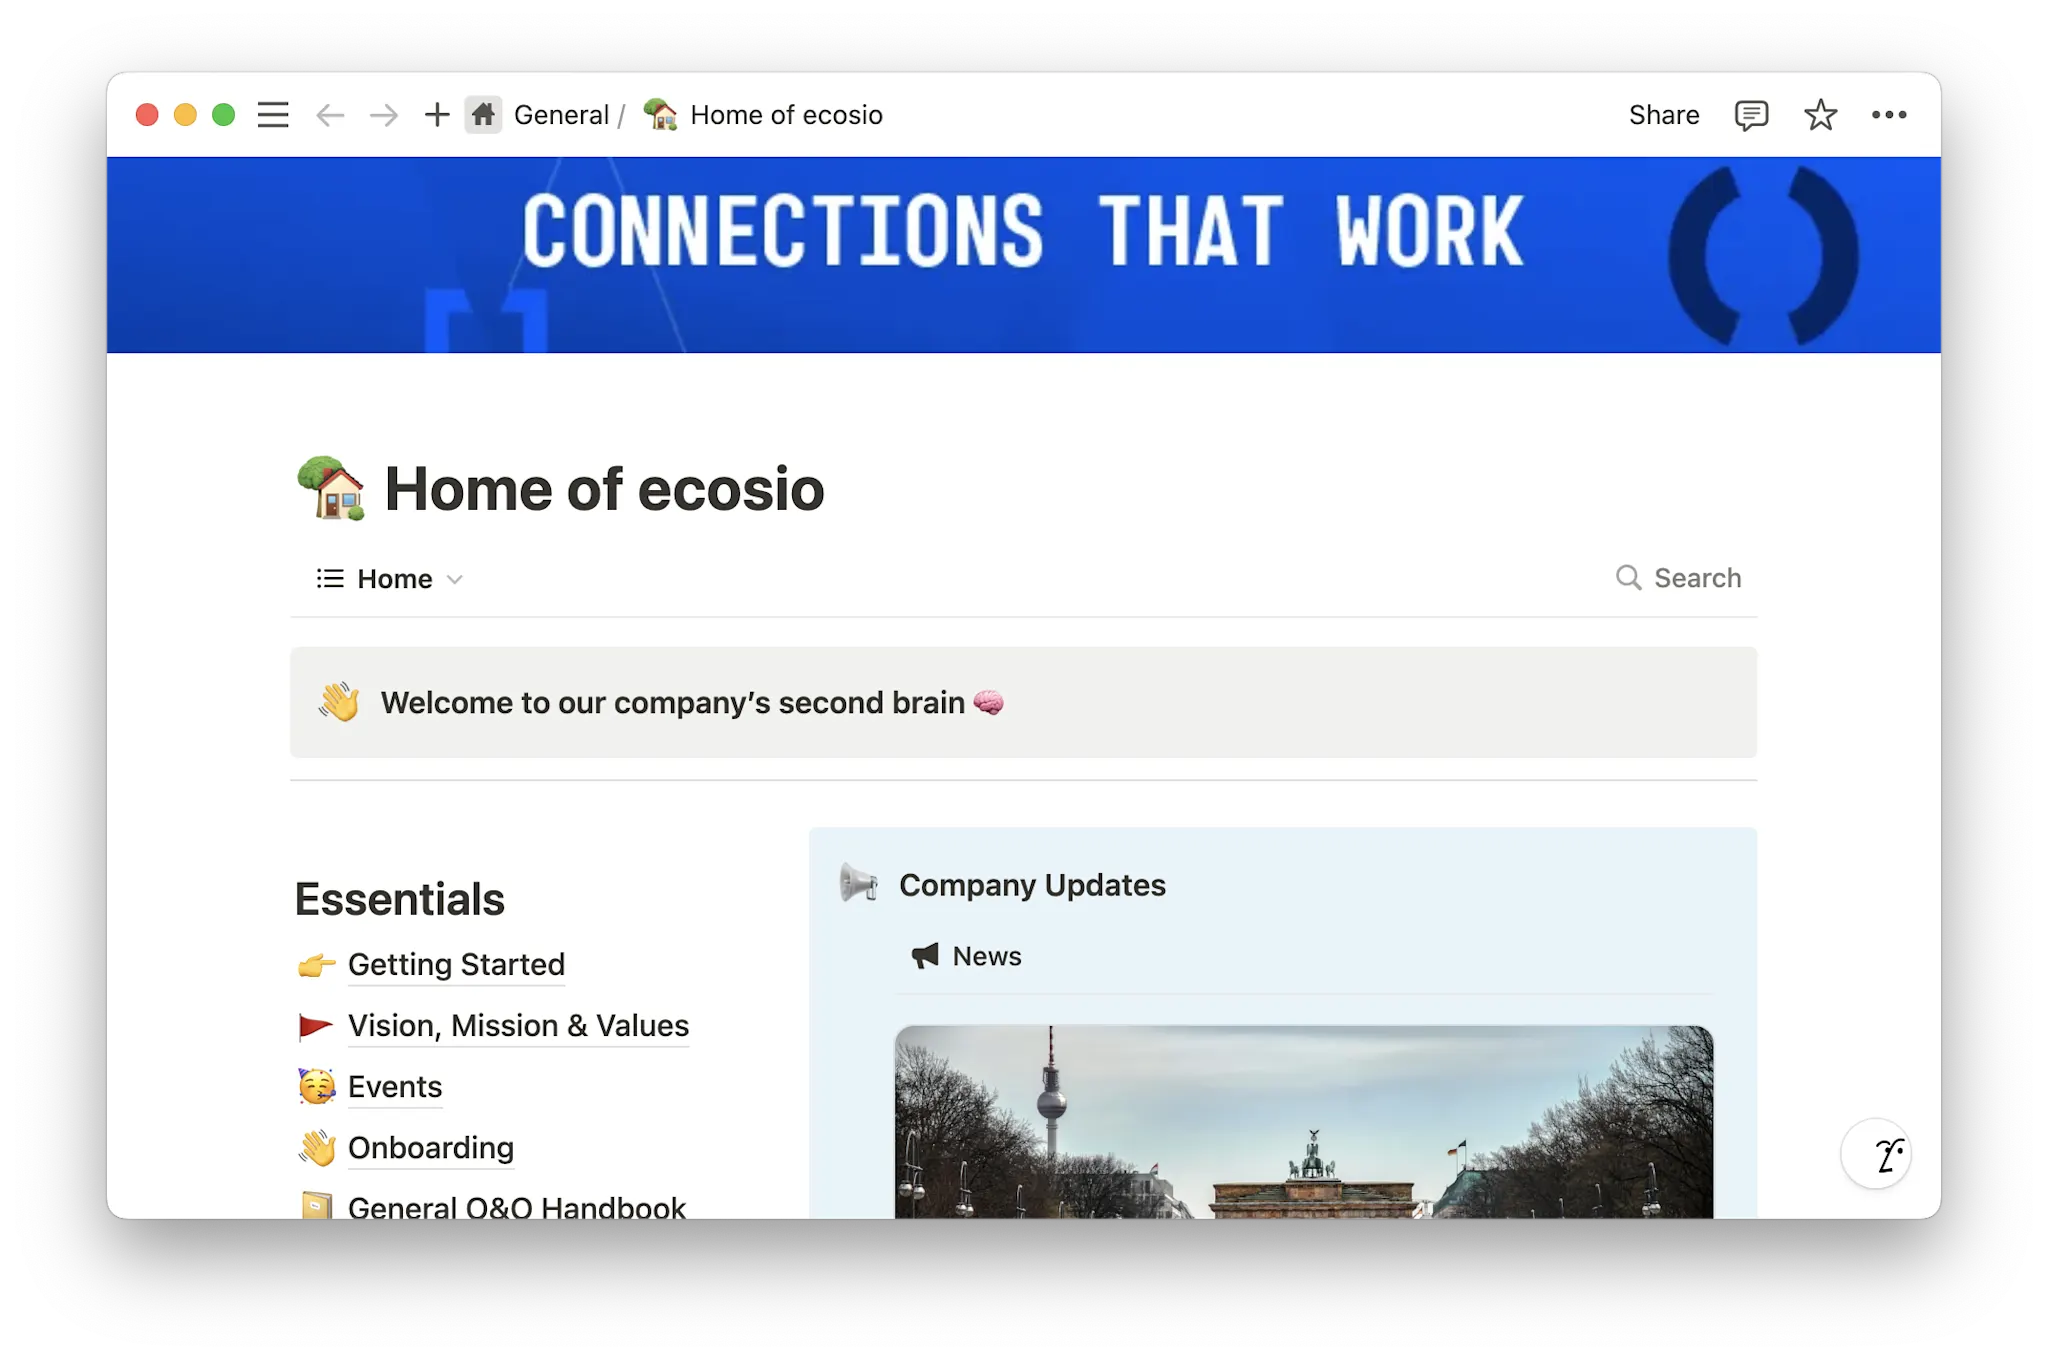 General / Home of ecosio
Share
CONNECTIONS THAT WORK
Home of ecosio
Home
Search
Welcome to our company’s second brain
Essentials
Getting Started
Vision, Mission & Values
Events
Onboarding
General O&O Handbook
Company Updates
News